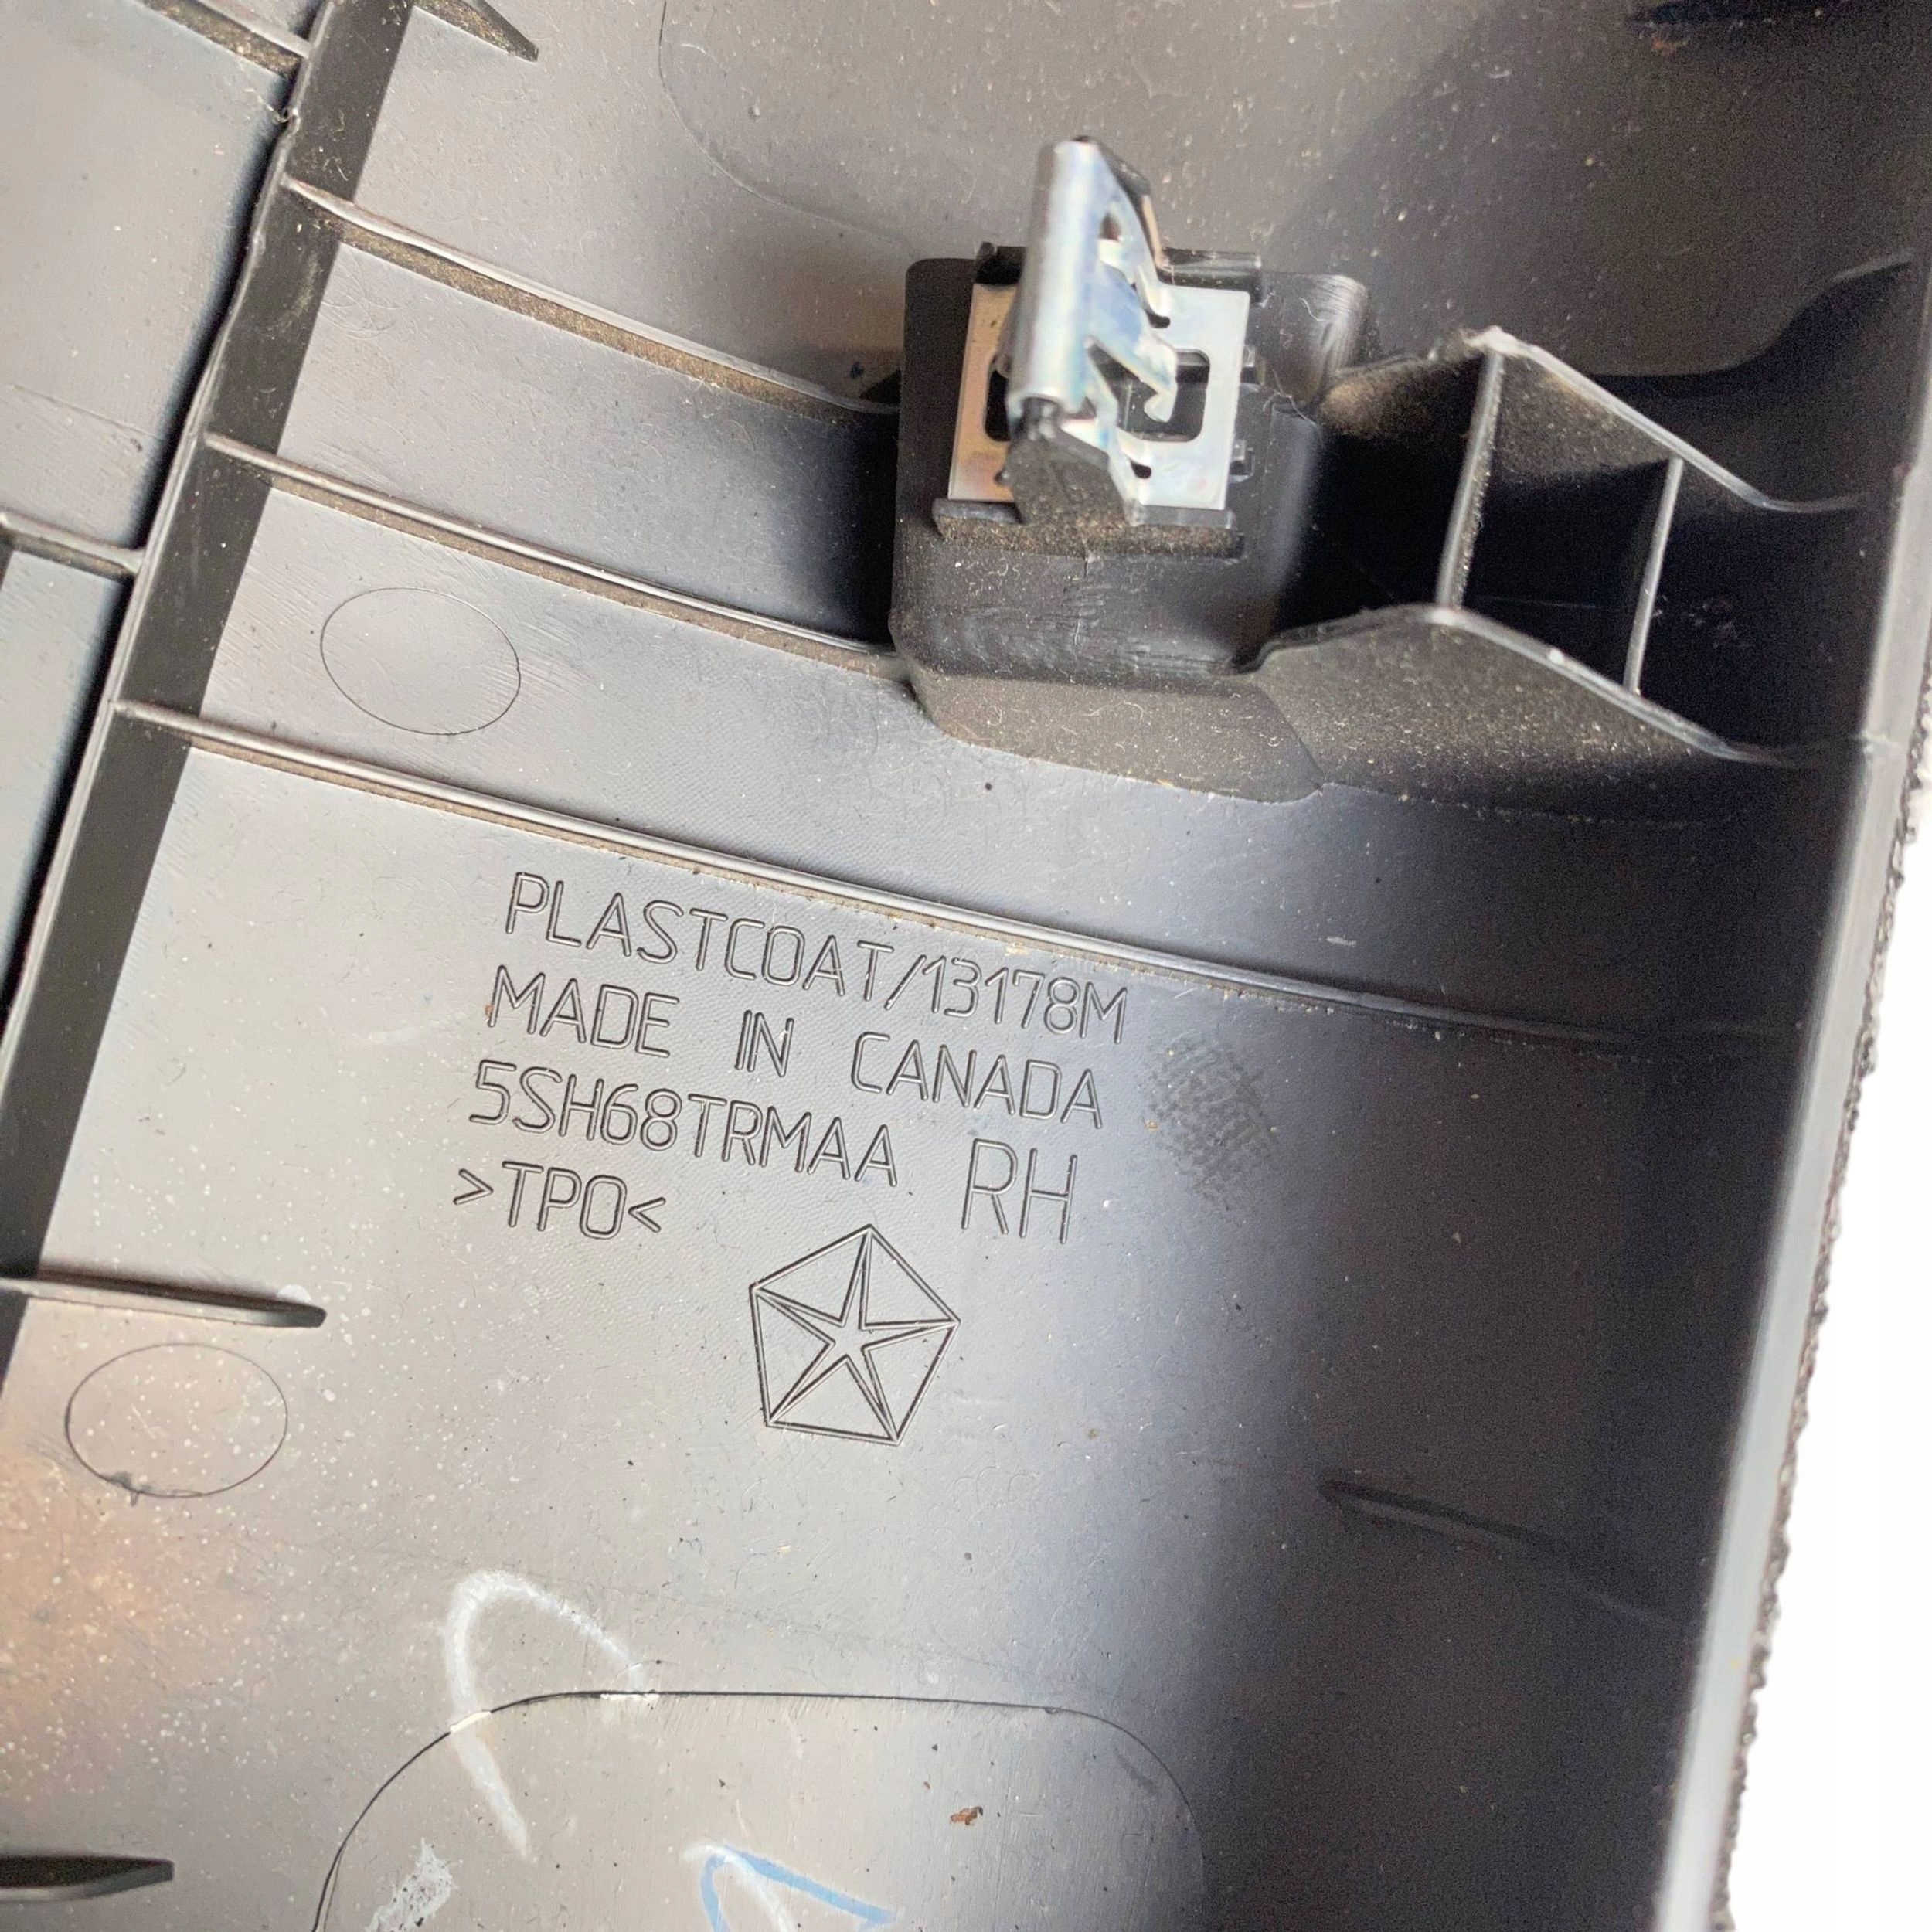 PLASTCOAT/13178M
MADE IN CANADA
5SH68TRMAA RH
>TPO<